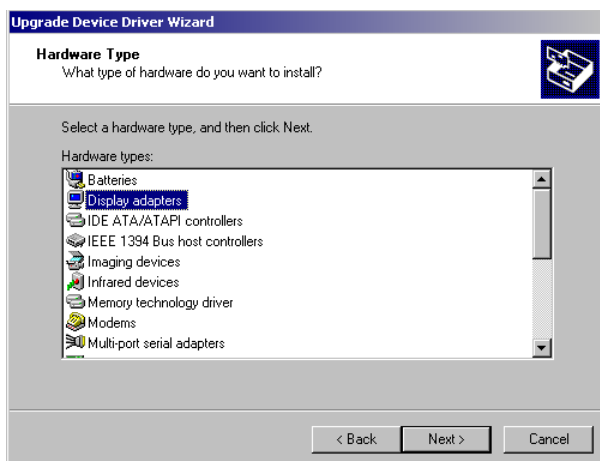 Upgrade Device Driver Wizard
Hardware Type
What type of hardware do you want to install?
Select a hardware type, and then click Next.
Hardware types:
Batteries
Display adapters
IDE ATA/ATAPI controllers
IEEE 1394 Bus host controllers
Imaging devices
Infrared devices
Memory technology driver
Modems
Multi-port serial adapters
< Back Next > Cancel